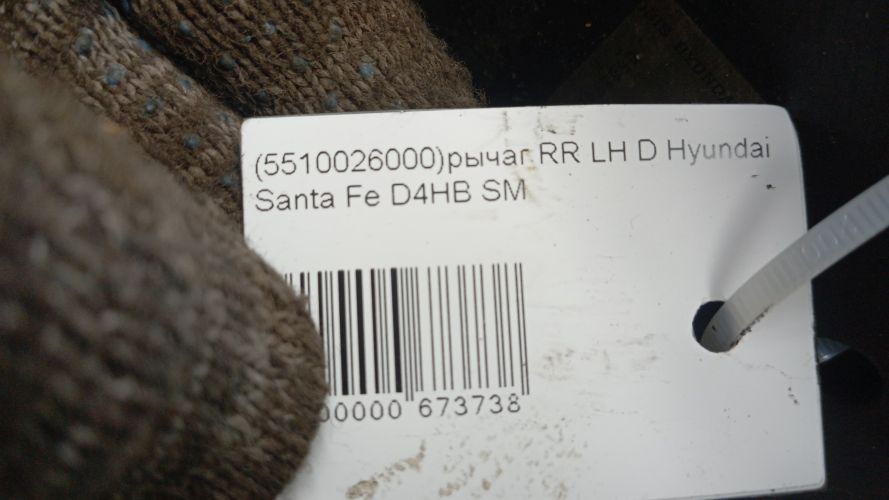 (5510026000)рычаг.RR LH D Hyundai
Santa Fe D4HB SM
00000 673738